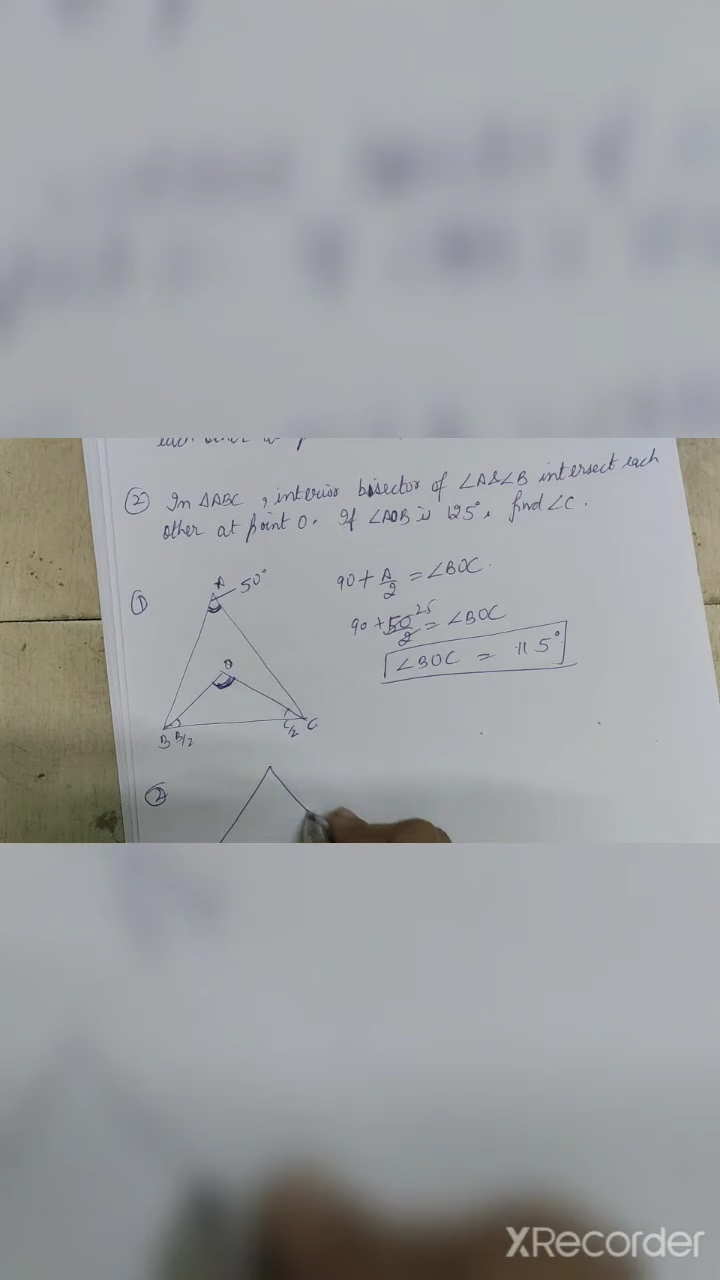 ② In ΔABC, interior bisector of ∠A&∠B intersect each
other at point O. If ∠AOB is 125°, find ∠C.
①
A 50°
O
B B/2
C/2 C
90 + A/2 = ∠BOC.
90 + 50/2 25 = ∠BOC
∠BOC = 115°
②
XRecorder